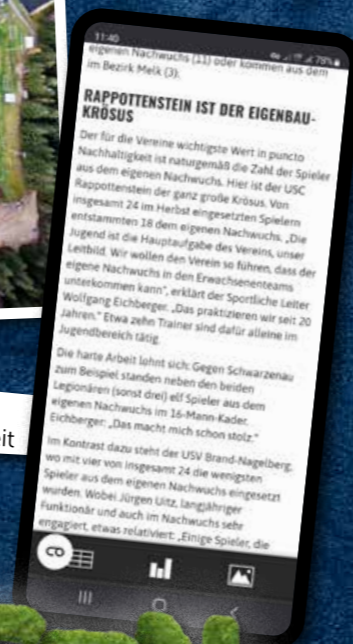 11:40
75%
eigenen Nachwuchs (11) oder kommen aus dem
im Bezirk Melk (3).
RAPPOTTENSTEIN IST DER EIGENBAU-
KRÖSUS
Der für die Vereine wichtigste Wert in puncto
Nachhaltigkeit ist naturgemäß die Zahl der Spieler
aus dem eigenen Nachwuchs. Hier ist der USC
Rappottenstein der ganz große Krösus. Von
insgesamt 24 im Herbst eingesetzten Spielern
entstammten 18 dem eigenen Nachwuchs. „Die
Jugend ist die Hauptaufgabe des Vereins, unser
Leitbild. Wir wollen den Verein so führen, dass der
eigene Nachwuchs in den Erwachsenenteams
unterkommen kann", erklärt der Sportliche Leiter
Wolfgang Eichberger. „Das praktizieren wir seit 20
Jahren." Etwa zehn Trainer sind dafür alleine im
Jugendbereich tätig.
Die harte Arbeit lohnt sich: Gegen Schwarzenau
zum Beispiel standen neben den beiden
Legionären (sonst drei) elf Spieler aus dem
eigenen Nachwuchs im 16-Mann-Kader.
Eichberger: „Das macht mich schon stolz."
Im Kontrast dazu steht der USV Brand-Nagelberg,
wo mit vier von insgesamt 24 die wenigsten
Spieler aus dem eigenen Nachwuchs eingesetzt
wurden. Wobei Jürgen Uitz, langjähriger
Funktionär und auch im Nachwuchs sehr
engagiert, etwas relativiert: „Einige Spieler, die
eit